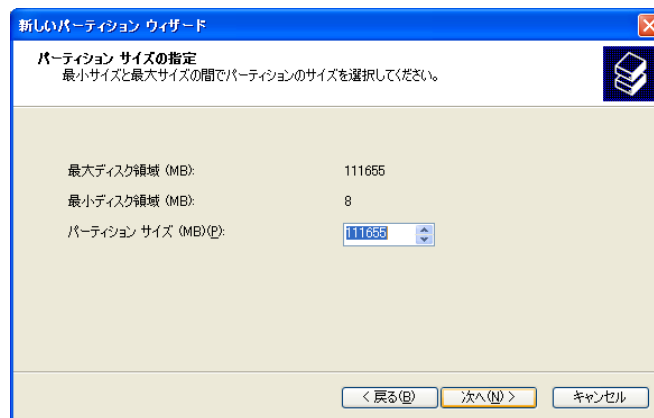 新しいパーティション ウィザード
パーティション サイズの指定
最小サイズと最大サイズの間でパーティションのサイズを選択してください。
最大ディスク領域 (MB): 111655
最小ディスク領域 (MB): 8
パーティション サイズ (MB)(P): 111655
< 戻る(B) 次へ(N) > キャンセル